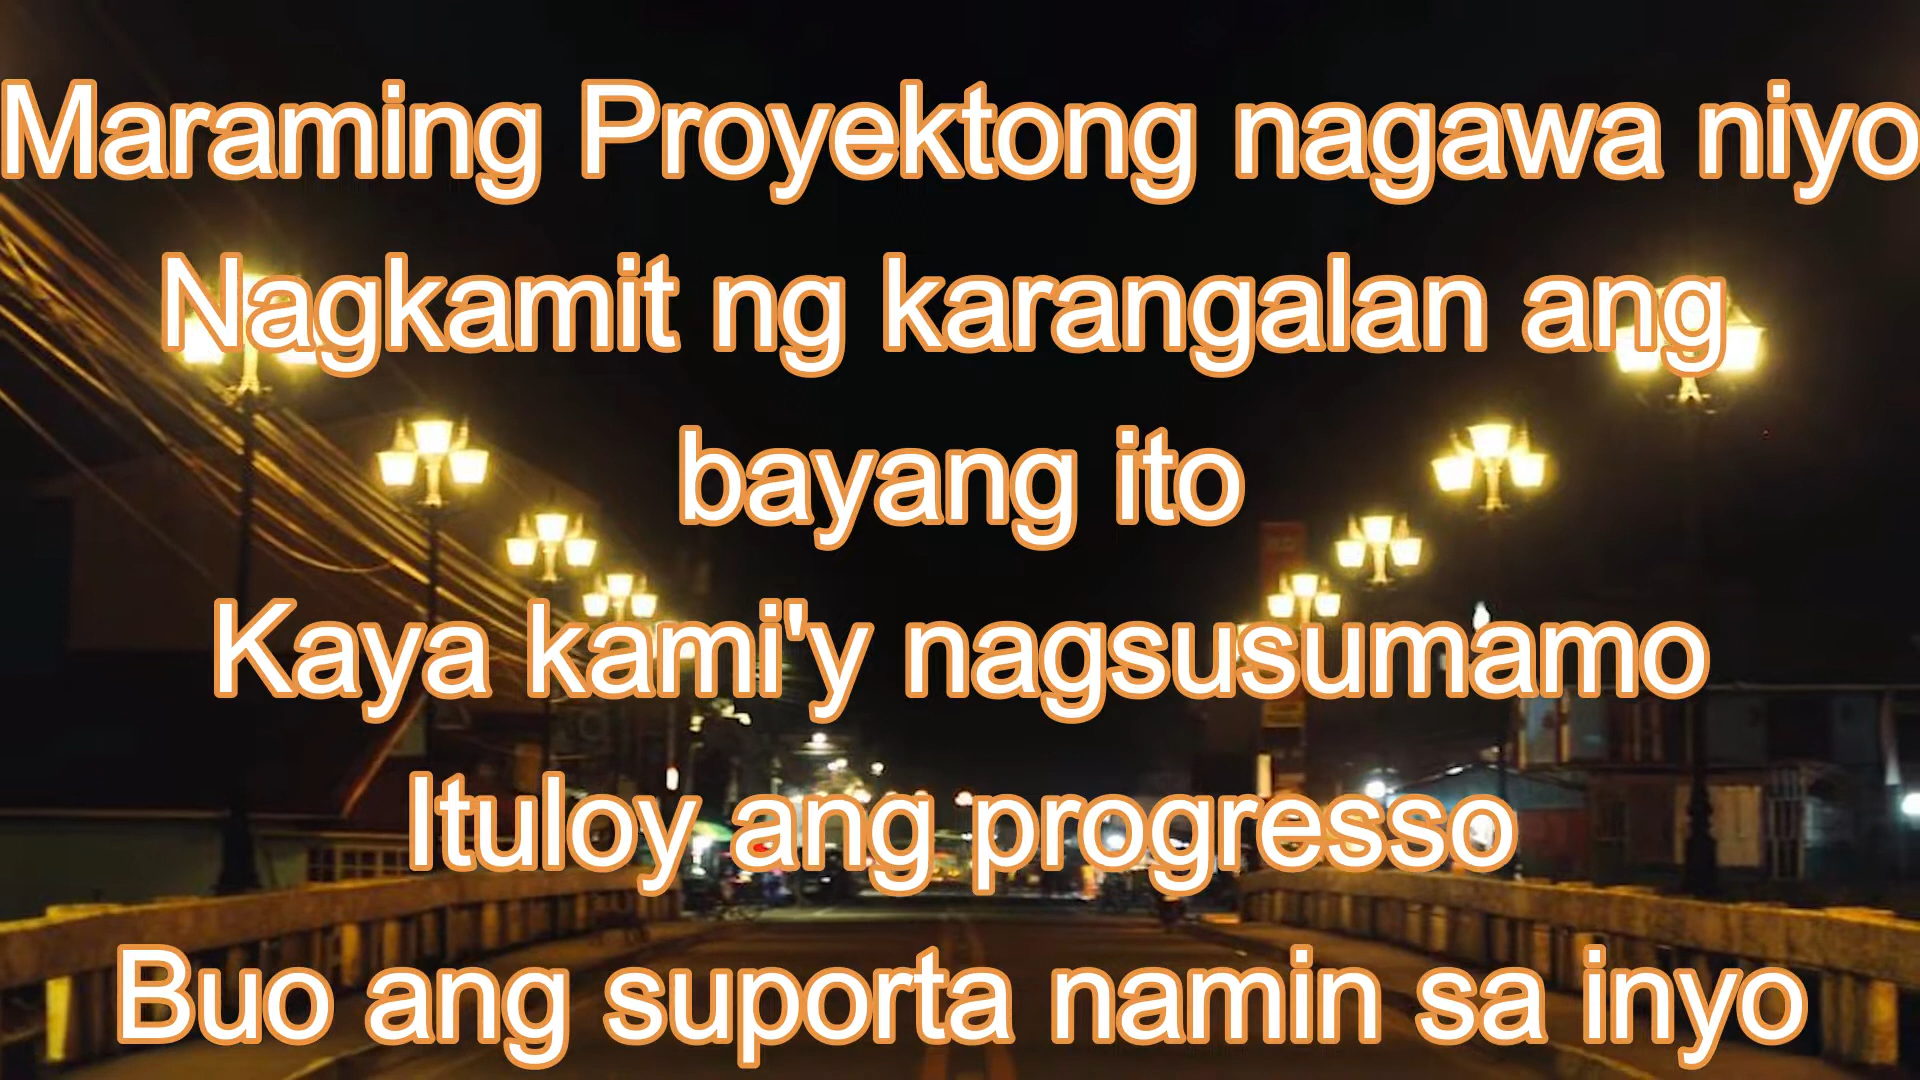 Maraming Proyektong nagawa niyo
Nagkamit ng karangalan ang
bayang ito
Kaya kami'y nagsusumamo
Ituloy ang progresso
Buo ang suporta namin sa inyo